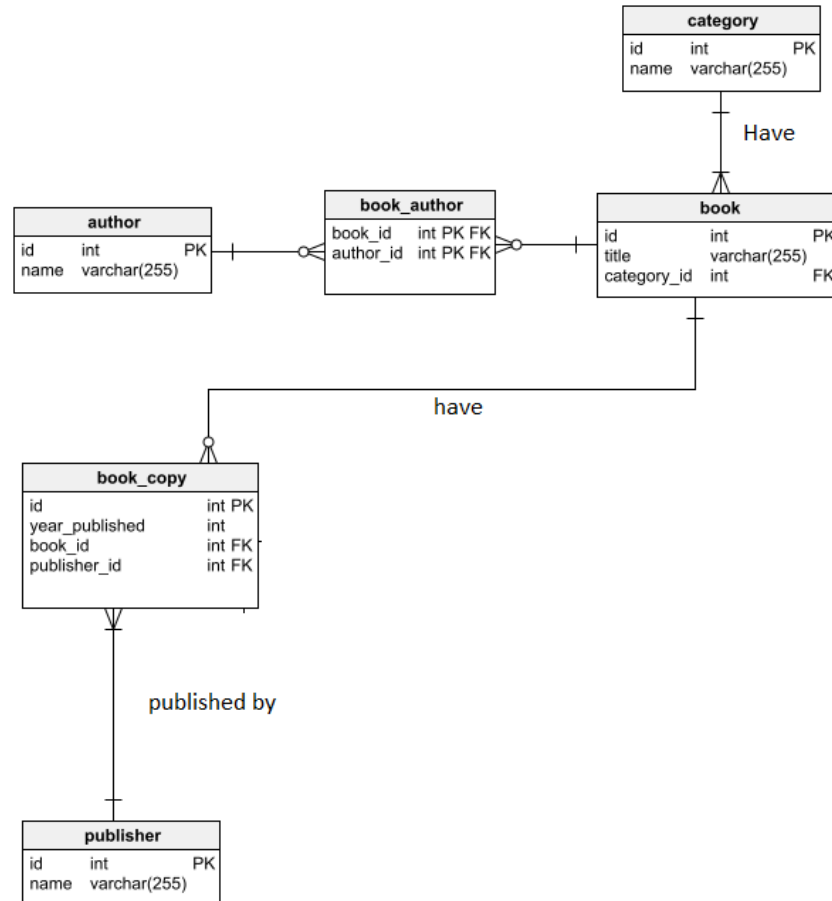 category
id int PK
name varchar(255)
Have
book_author
book_id int PK FK
author_id int PK FK
author
id int PK
name varchar(255)
book
id int PK
title varchar(255)
category_id int FK
have
book_copy
id int PK
year_published int
book_id int FK
publisher_id int FK
published by
publisher
id int PK
name varchar(255)